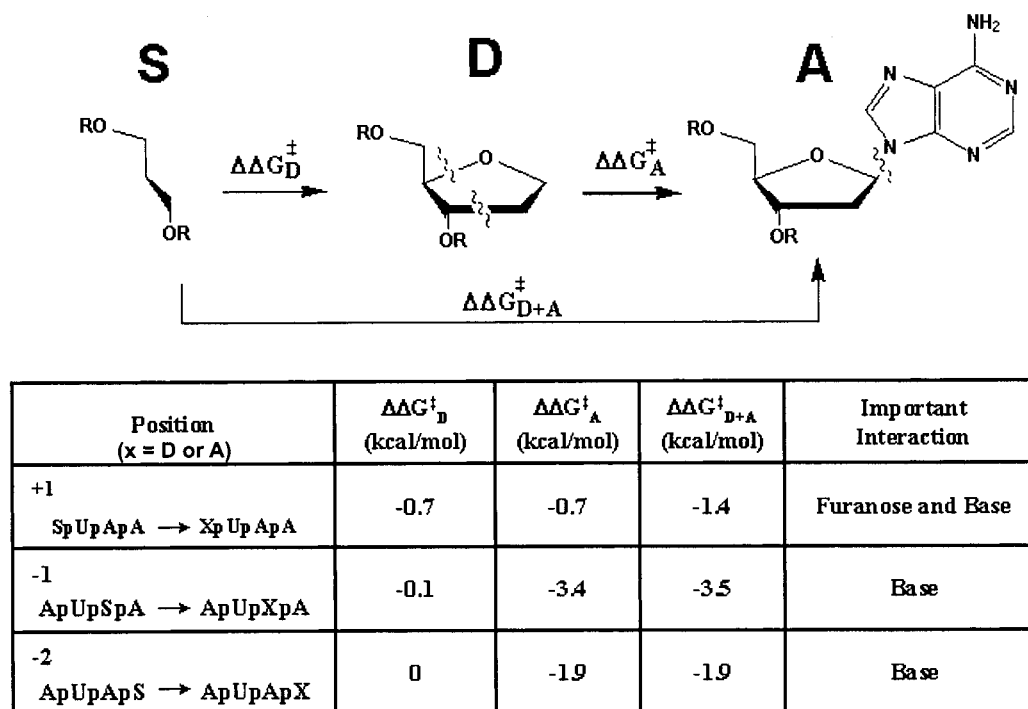 S D A
NH₂
N N
N N
RO RO RO
O O
OR OR OR
ΔΔG‡D ΔΔG‡A
ΔΔG‡D+A
Position
(x = D or A)
ΔΔG‡D
(kcal/mol)
ΔΔG‡A
(kcal/mol)
ΔΔG‡D+A
(kcal/mol)
Important
Interaction
+1
SpUpApA → XpUpApA
-0.7
-0.7
-1.4
Furanose and Base
-1
ApUpSpA → ApUpXpA
-0.1
-3.4
-3.5
Base
-2
ApUpApS → ApUpApX
0
-1.9
-1.9
Base